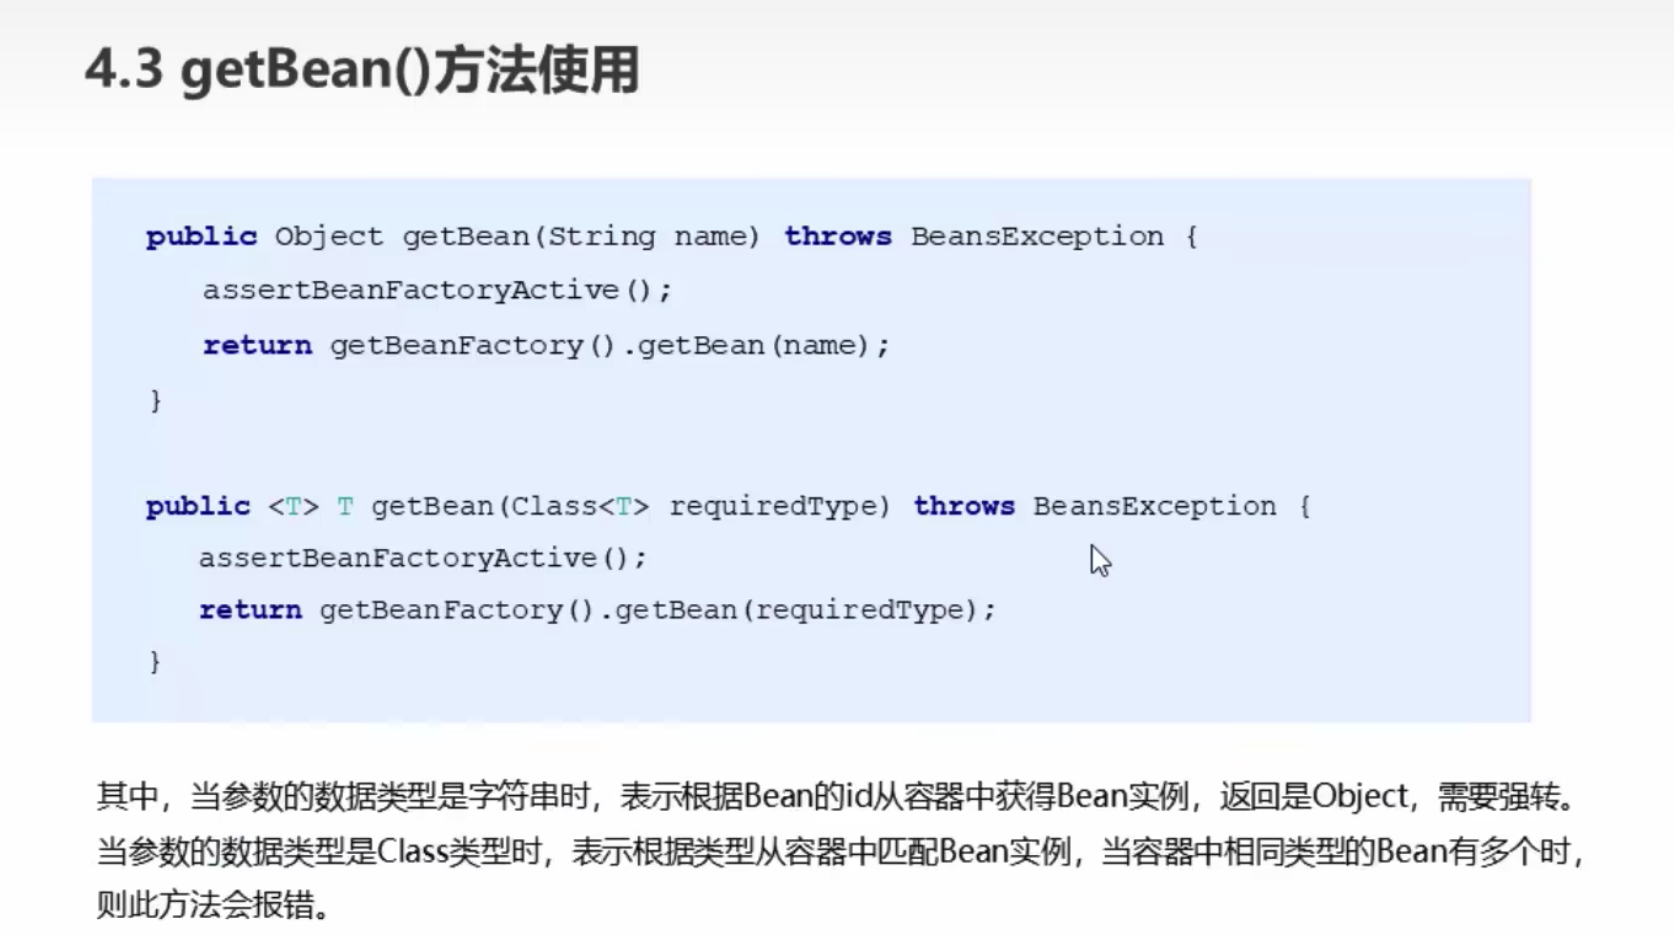 4.3 getBean()方法使用
public Object getBean(String name) throws BeansException {
assertBeanFactoryActive();
return getBeanFactory().getBean(name);
}
public <T> T getBean(Class<T> requiredType) throws BeansException {
assertBeanFactoryActive();
return getBeanFactory().getBean(requiredType);
}
其中，当参数的数据类型是字符串时，表示根据Bean的id从容器中获得Bean实例，返回是Object，需要强转。
当参数的数据类型是Class类型时，表示根据类型从容器中匹配Bean实例，当容器中相同类型的Bean有多个时，
则此方法会报错。